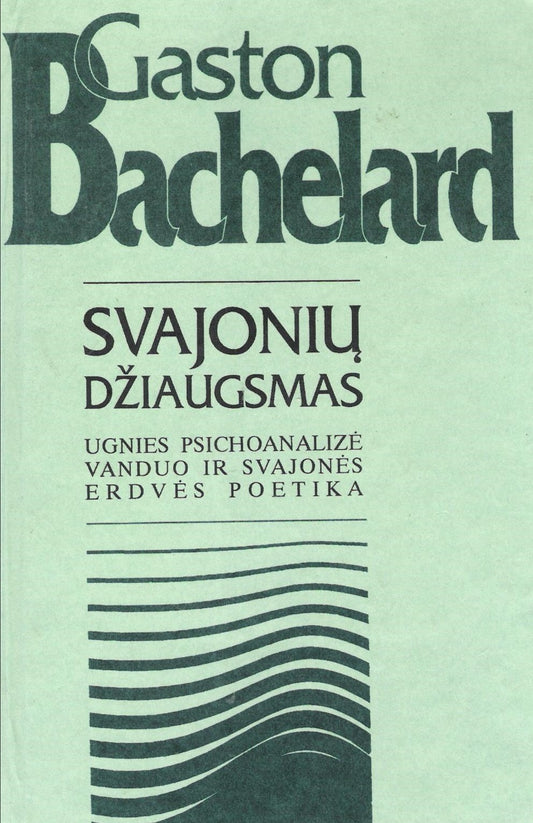 Gaston
Bachelard
SVAJONIŲ
DŽIAUGSMAS
UGNIES PSICHOANALIZĖ
VANDUO IR SVAJONĖS
ERDVĖS POETIKA